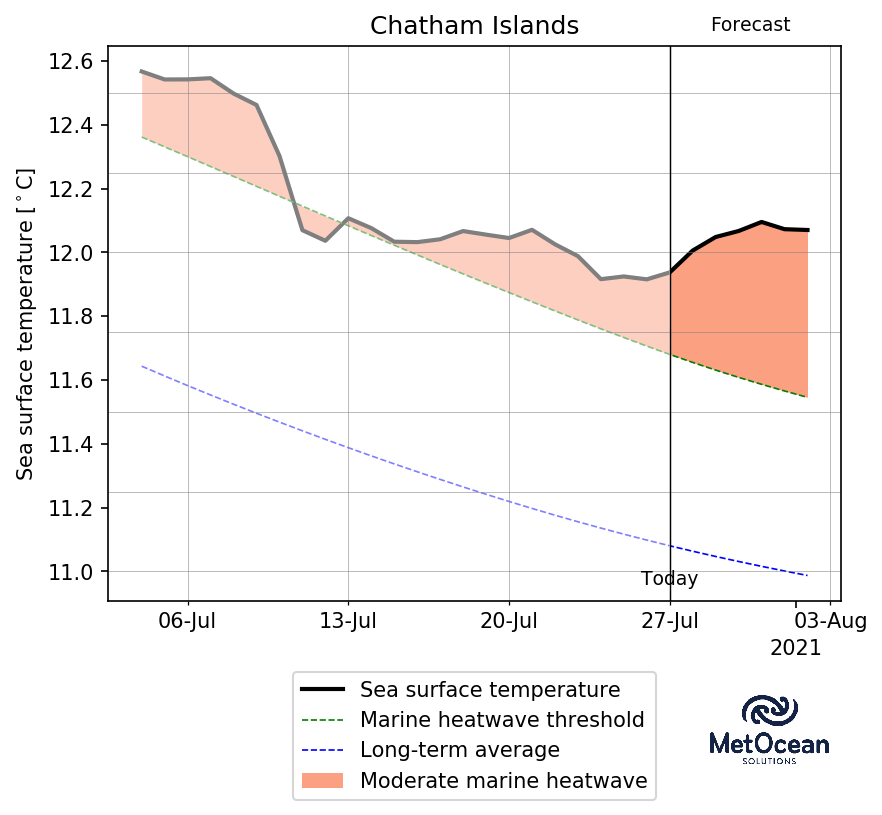 Chatham Islands
Forecast
Sea surface temperature [°C]
12.6
12.4
12.2
12.0
11.8
11.6
11.4
11.2
11.0
Today
06-Jul 13-Jul 20-Jul 27-Jul 03-Aug
2021
Sea surface temperature
Marine heatwave threshold
Long-term average
Moderate marine heatwave
MetOcean
SOLUTIONS